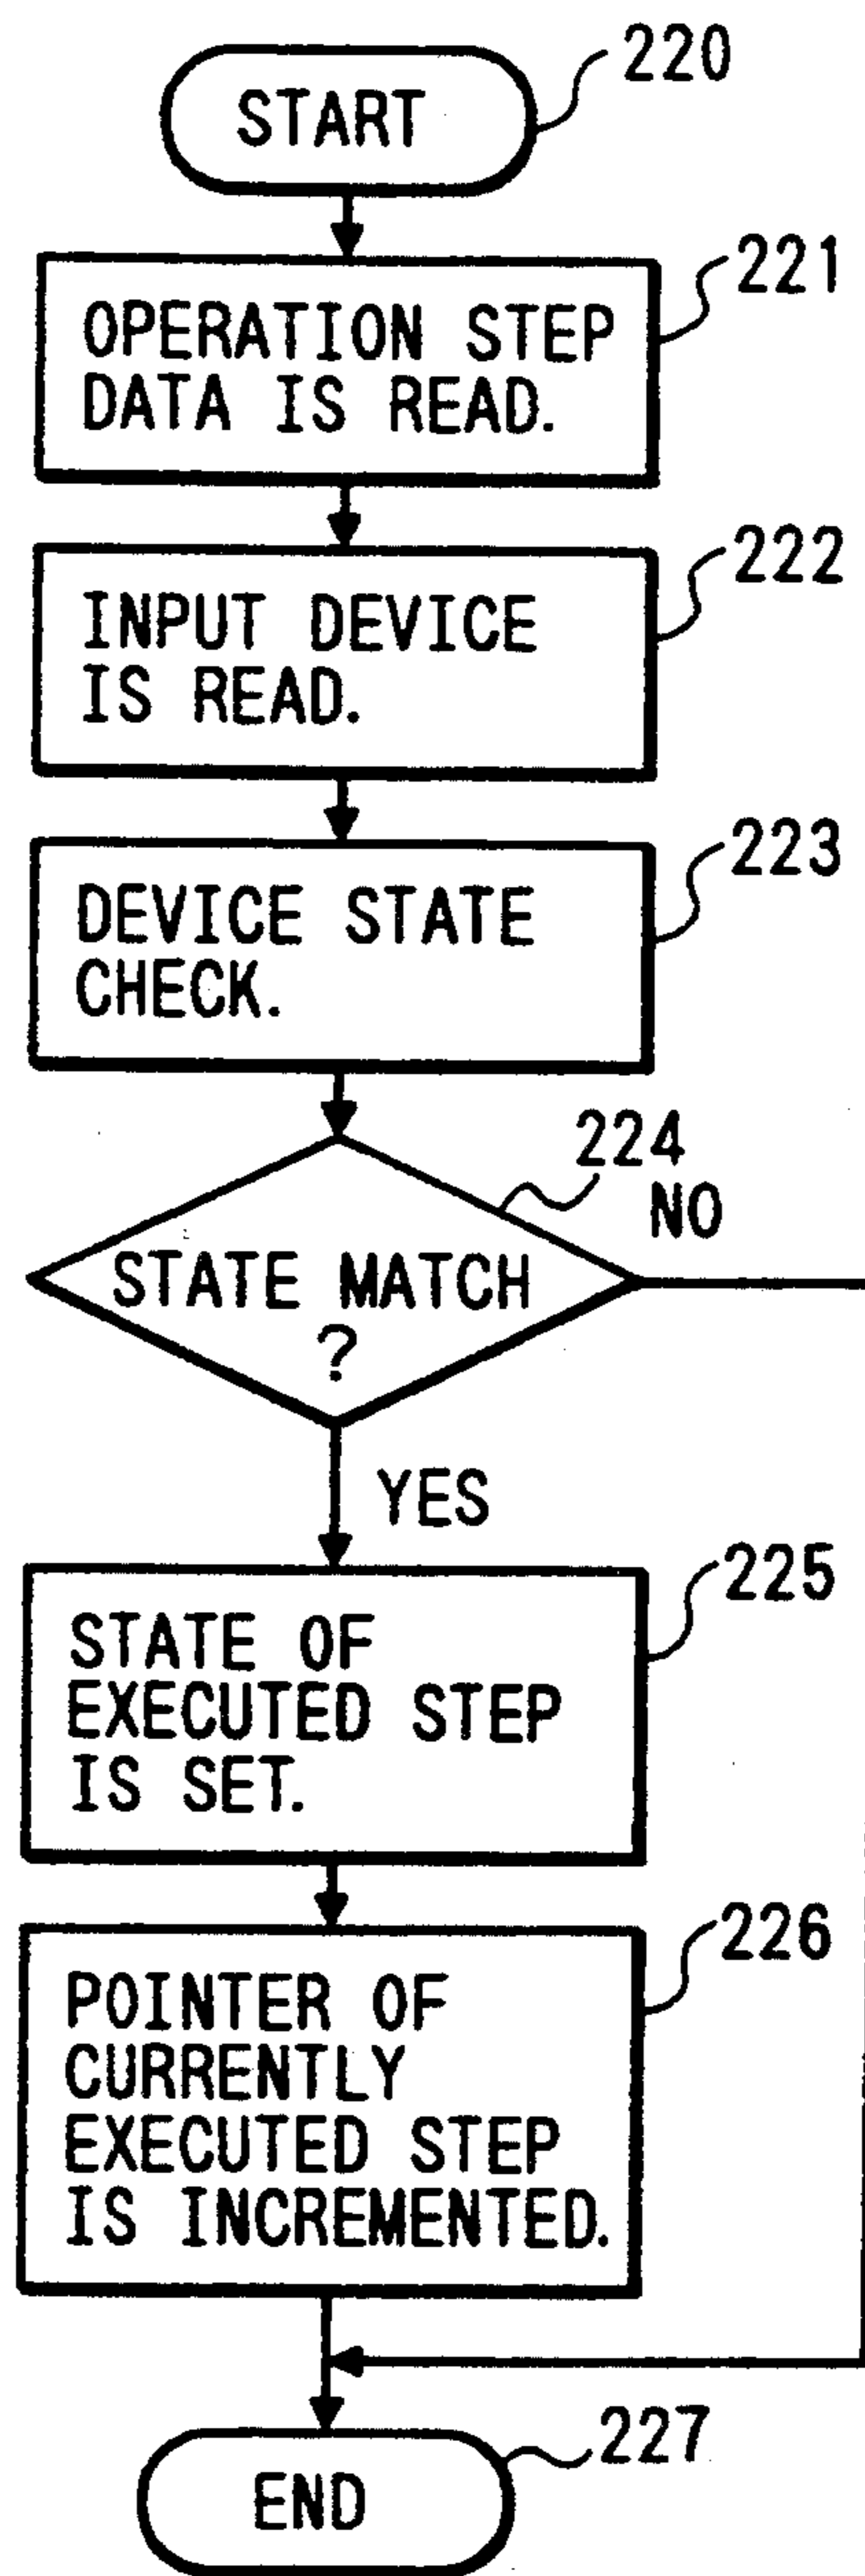 220
START
221
OPERATION STEP
DATA IS READ.
222
INPUT DEVICE
IS READ.
223
DEVICE STATE
CHECK.
224
NO
STATE MATCH
?
YES
225
STATE OF
EXECUTED STEP
IS SET.
226
POINTER OF
CURRENTLY
EXECUTED STEP
IS INCREMENTED.
227
END